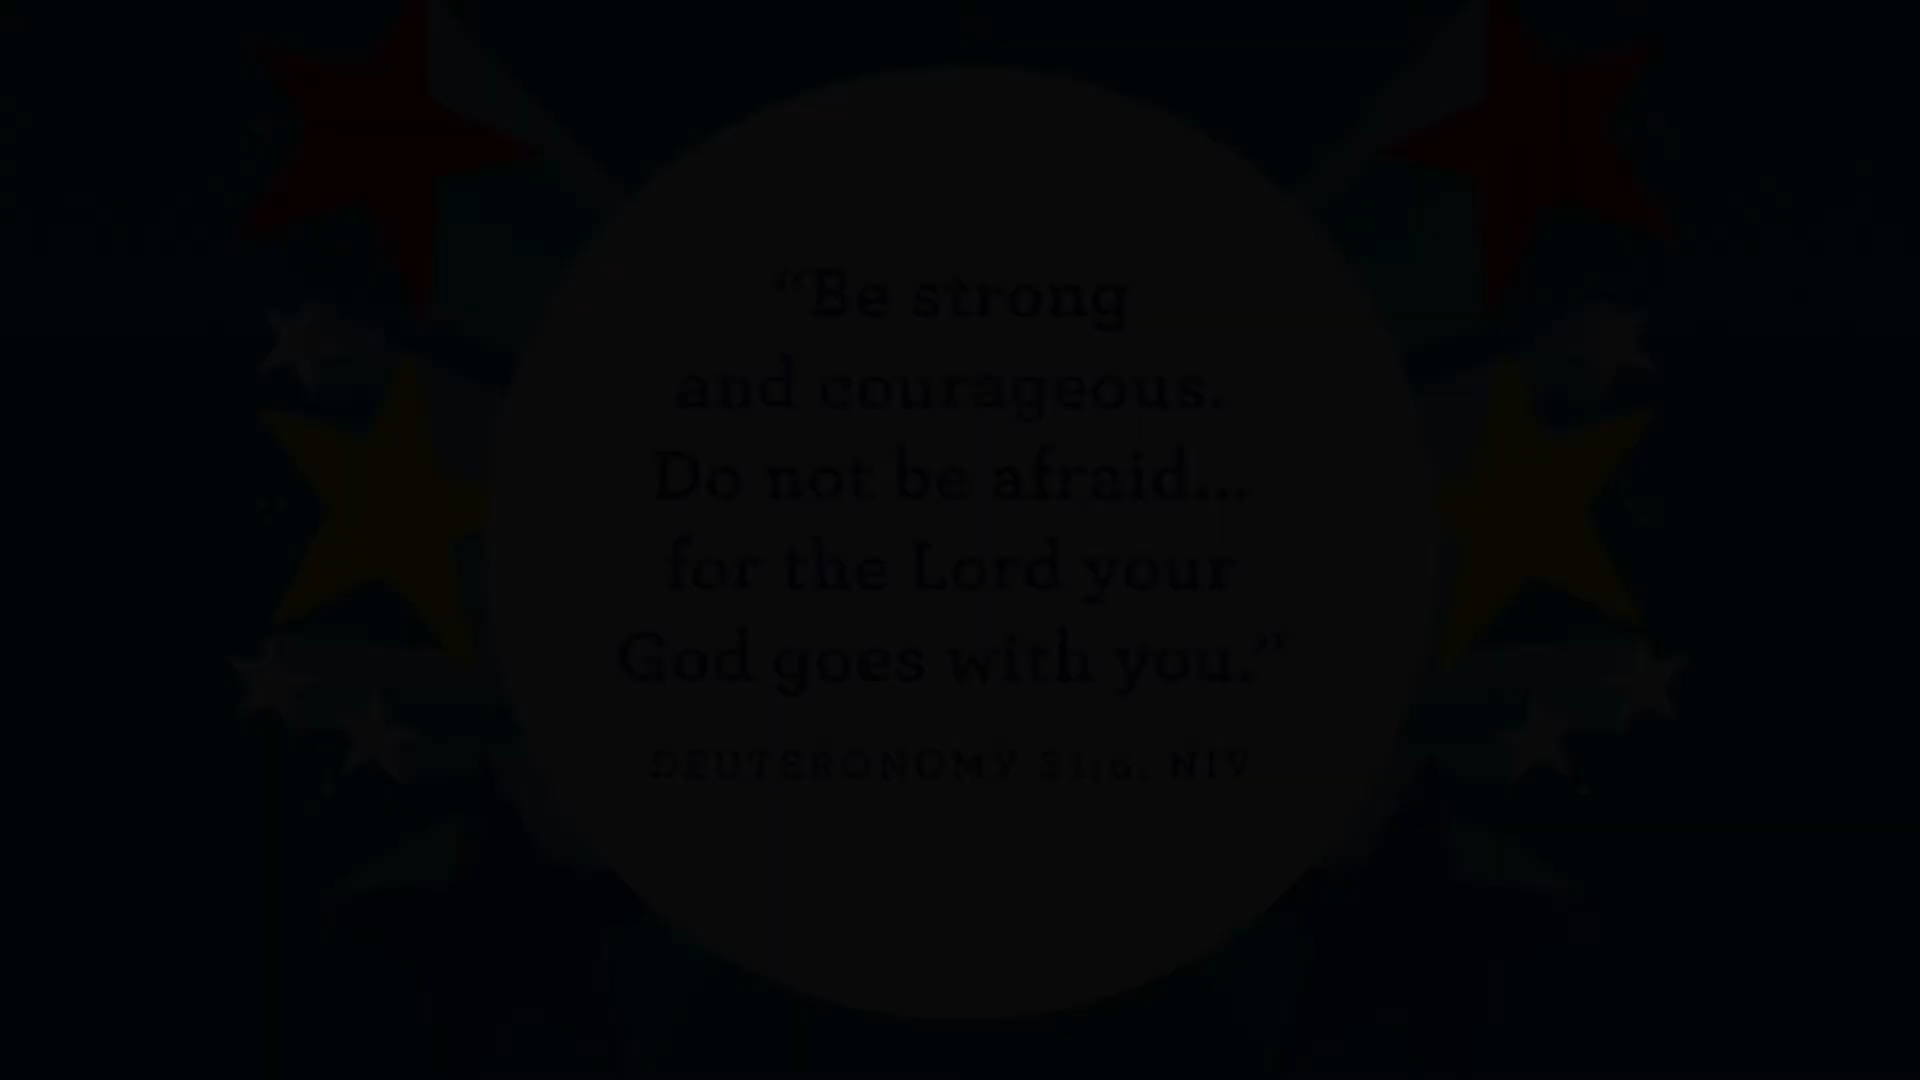 “Be strong
and courageous.
Do not be afraid...
for the Lord your
God goes with you.”
DEUTERONOMY 31:6, NIV